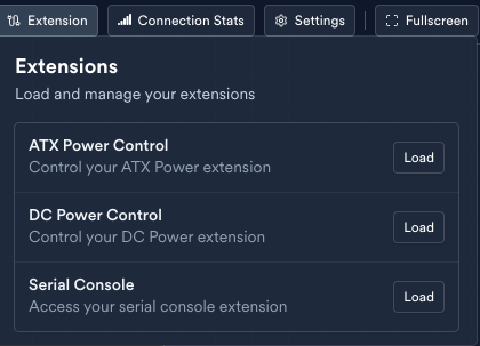 Extension Connection Stats Settings Fullscreen
Extensions
Load and manage your extensions
ATX Power Control
Control your ATX Power extension
Load
DC Power Control
Control your DC Power extension
Load
Serial Console
Access your serial console extension
Load